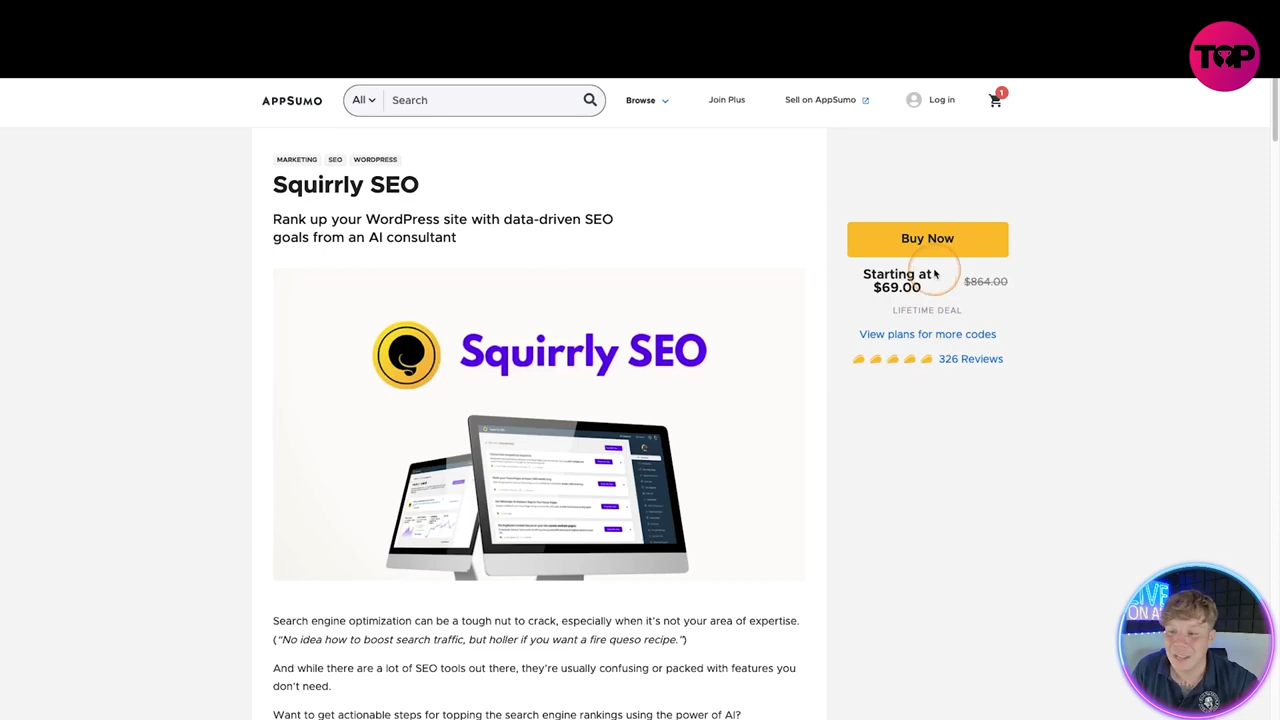 TOP
APPSUMO
All
Search
Browse
Join Plus
Sell on AppSumo
Log in
1
MARKETING
SEO
WORDPRESS
Squirrly SEO
Rank up your WordPress site with data-driven SEO
goals from an AI consultant
Buy Now
Starting at
$69.00
$864.00
LIFETIME DEAL
View plans for more codes
326 Reviews
Squirrly SEO
Search engine optimization can be a tough nut to crack, especially when it's not your area of expertise.
("No idea how to boost search traffic, but holler if you want a fire queso recipe.")
And while there are a lot of SEO tools out there, they're usually confusing or packed with features you
don't need.
Want to get actionable steps for topping the search engine rankings using the power of AI?
LIVE
ON A